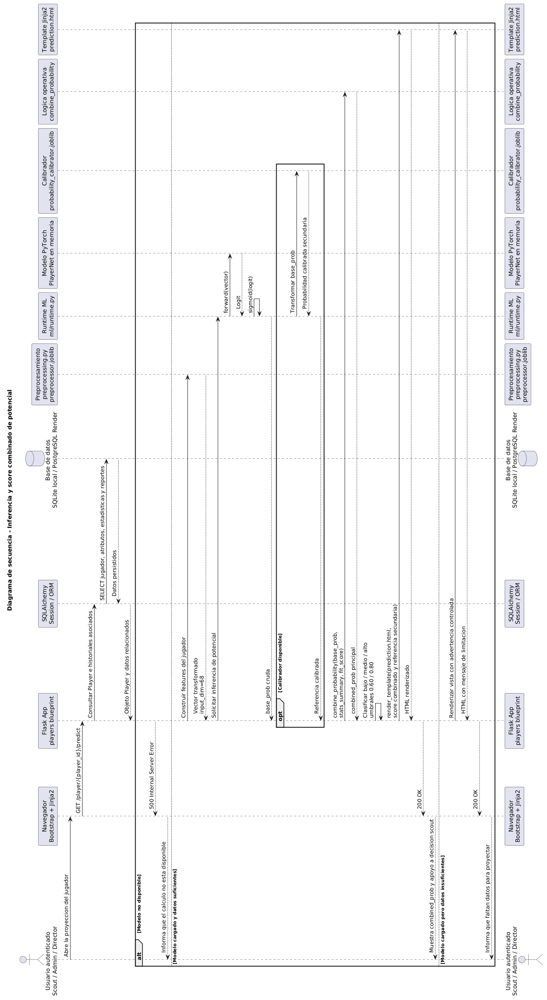 Diagrama de secuencia - Inferencia y score combinado de potencial
Usuario autenticado
Scout / Admin / Director
Navegador
Bootstrap + Jinja2
Flask App
players blueprint
SQLAlchemy
Session / ORM
Base de datos
SQLite local / PostgreSQL Render
Preprocesamiento
preprocessing.py
preprocessor.joblib
Runtime ML
ml/runtime.py
Modelo PyTorch
PlayerNet en memoria
Calibrador
probability_calibrator.joblib
Logica operativa
combine_probability
Template Jinja2
prediction.html
Abre la proyeccion del jugador
GET /player/{player_id}/predict
Consultar Player e historiales asociados
SELECT jugador, atributos, estadisticas y reportes
Datos persistidos
Objeto Player y datos relacionados
alt
[Modelo no disponible]
500 Internal Server Error
Informa que el calculo no esta disponible
[Modelo cargado y datos suficientes]
Construir features del jugador
Vector transformado
input_dim=68
Solicitar inferencia de potencial
forward(vector)
Logit
sigmoid(logit)
base_prob cruda
opt
[Calibrador disponible]
Transformar base_prob
Probabilidad calibrada secundaria
Referencia calibrada
combine_probability(base_prob,
stats_summary, fit_score)
combined_prob principal
Clasificar bajo / medio / alto
umbrales 0.60 / 0.80
render_template(prediction.html,
score combinado y referencia secundaria)
HTML renderizado
200 OK
Muestra combined_prob y apoyo a decision scout
[Modelo cargado pero datos insuficientes]
Renderizar vista con advertencia controlada
HTML con mensaje de limitacion
200 OK
Informa que faltan datos para proyectar
Usuario autenticado
Scout / Admin / Director
Navegador
Bootstrap + Jinja2
Flask App
players blueprint
SQLAlchemy
Session / ORM
Base de datos
SQLite local / PostgreSQL Render
Preprocesamiento
preprocessing.py
preprocessor.joblib
Runtime ML
ml/runtime.py
Modelo PyTorch
PlayerNet en memoria
Calibrador
probability_calibrator.joblib
Logica operativa
combine_probability
Template Jinja2
prediction.html